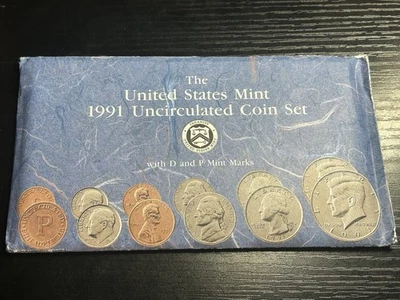 The
United States Mint
1991 Uncirculated Coin Set
with D and P Mint Marks
P